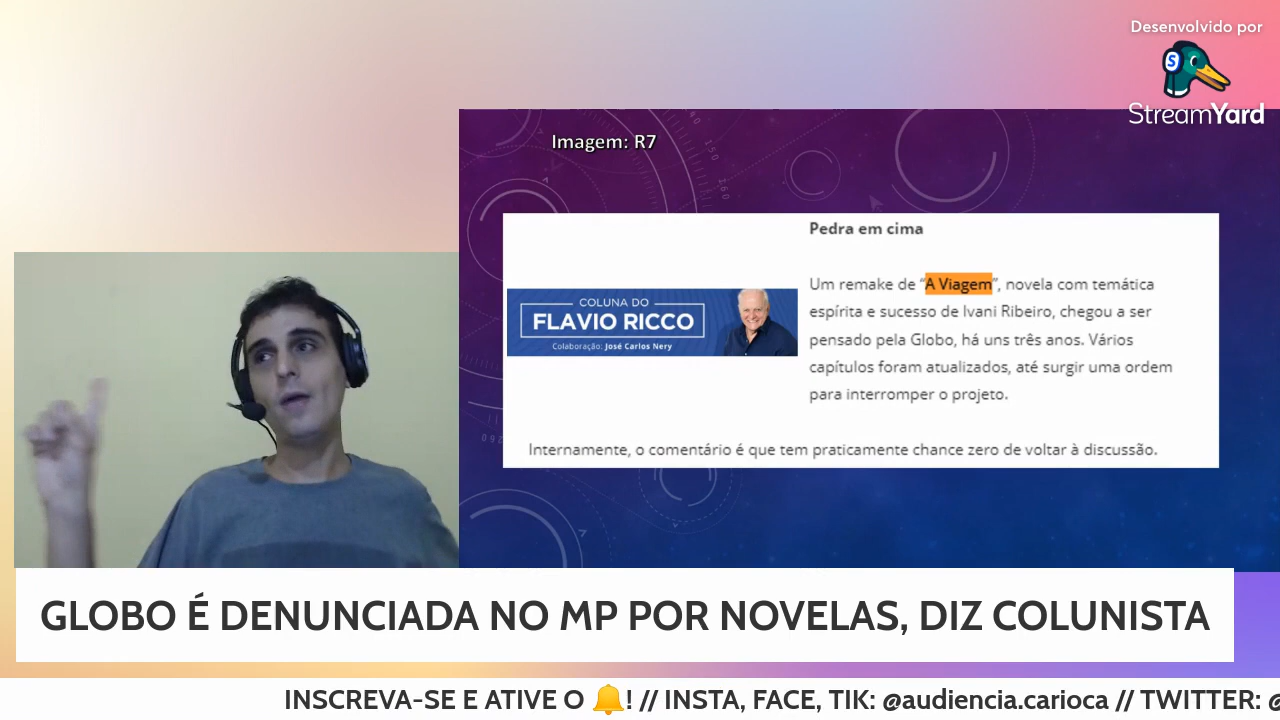 Desenvolvido por
StreamYard
Imagem: R7
Pedra em cima
Um remake de “A Viagem”, novela com temática
espírita e sucesso de Ivani Ribeiro, chegou a ser
pensado pela Globo, há uns três anos. Vários
capítulos foram atualizados, até surgir uma ordem
para interromper o projeto.
COLUNA DO
FLAVIO RICCO
Colaboração: José Carlos Nery
Internamente, o comentário é que tem praticamente chance zero de voltar à discussão.
GLOBO É DENUNCIADA NO MP POR NOVELAS, DIZ COLUNISTA
INSCREVA-SE E ATIVE O 🔔! // INSTA, FACE, TIK: @audiencia.carioca // TWITTER: @